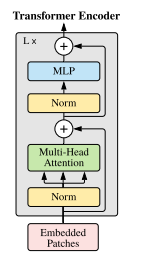 Transformer Encoder
L x
+
MLP
Norm
+
Multi-Head
Attention
Norm
Embedded
Patches